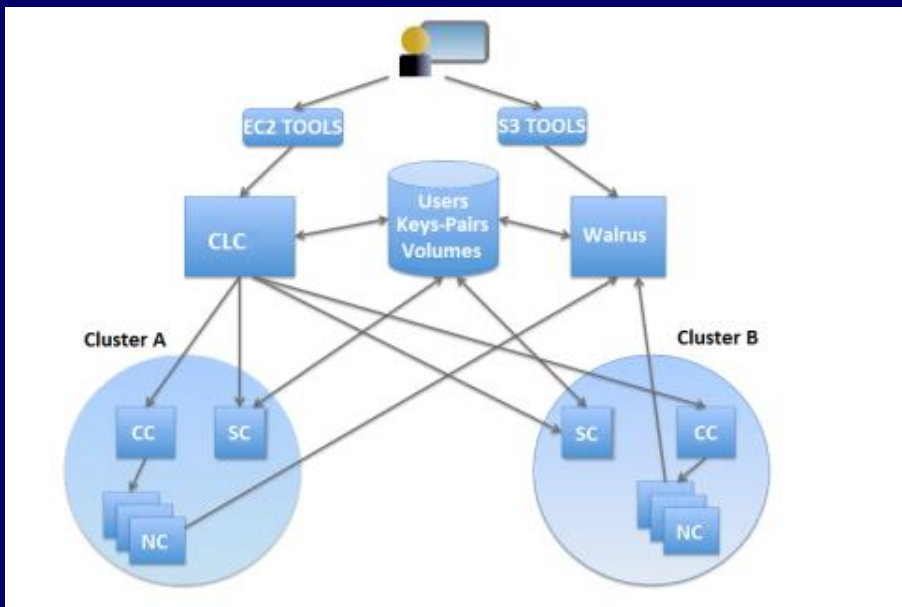 EC2 TOOLS
S3 TOOLS
Users
Keys-Pairs
Volumes
CLC
Walrus
Cluster A
Cluster B
CC
SC
SC
CC
NC
NC